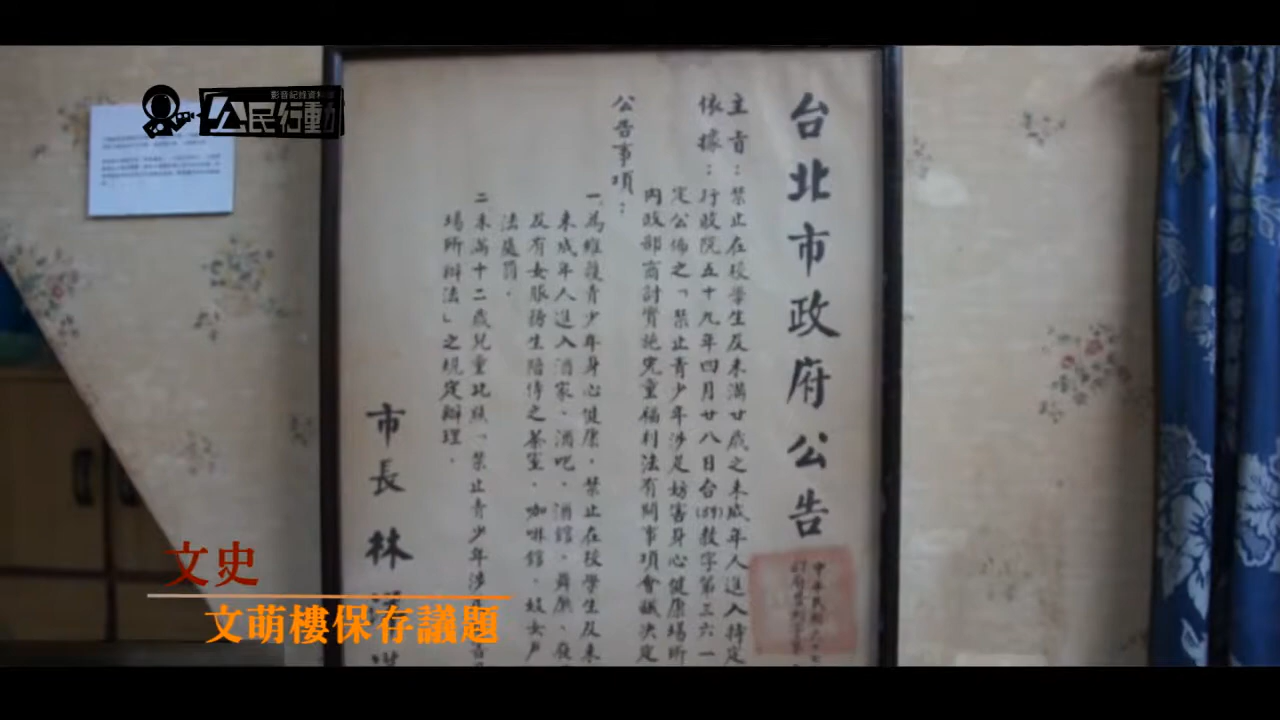 影音紀錄資料庫
公民行動
台北市政府公告
主旨：禁止在校學生及未滿廿歲之未成年人進入特定
依據：行政院五十九年四月廿八日台(59)教字第三六一
定公佈之「禁止青少年涉足妨害身心健康場所
內政部商討實施兒童福利法有關事項會議決定
公告事項：
一、為維護青少年身心健康，禁止在校學生及未
未成年人進入酒家、酒吧、酒館、舞廳、夜
及有女服務生陪侍之茶室、咖啡館、妓女戶
法處罰。
二未滿十二歲兒童比照「禁止青少年涉
場所辦法」之規定辦理。
市長林
文史
文萌樓保存議題